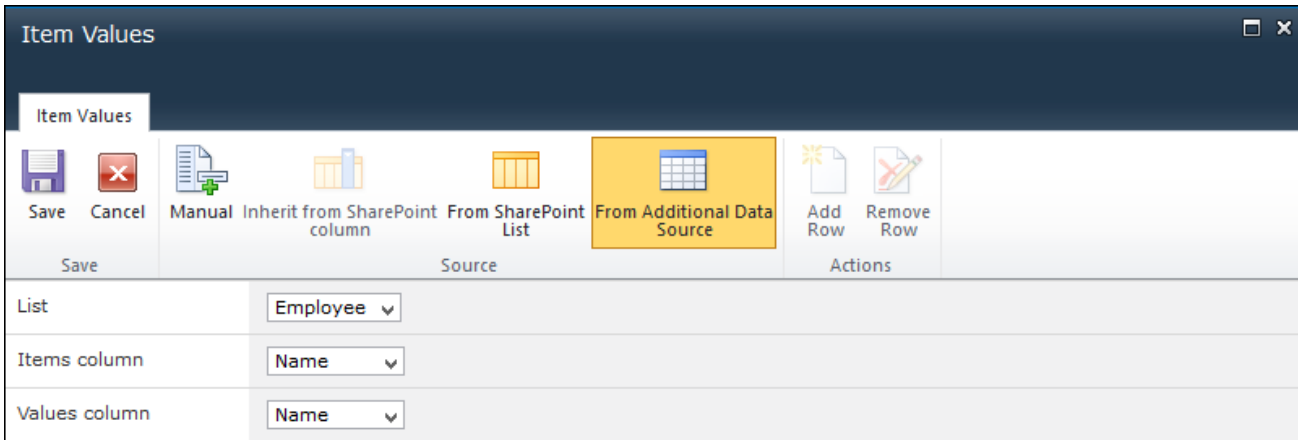 Item Values
Item Values
Save Cancel Manual Inherit from SharePoint From SharePoint From Additional Data Add Remove
column List Source Row Row
Save Source Actions
List Employee
Items column Name
Values column Name